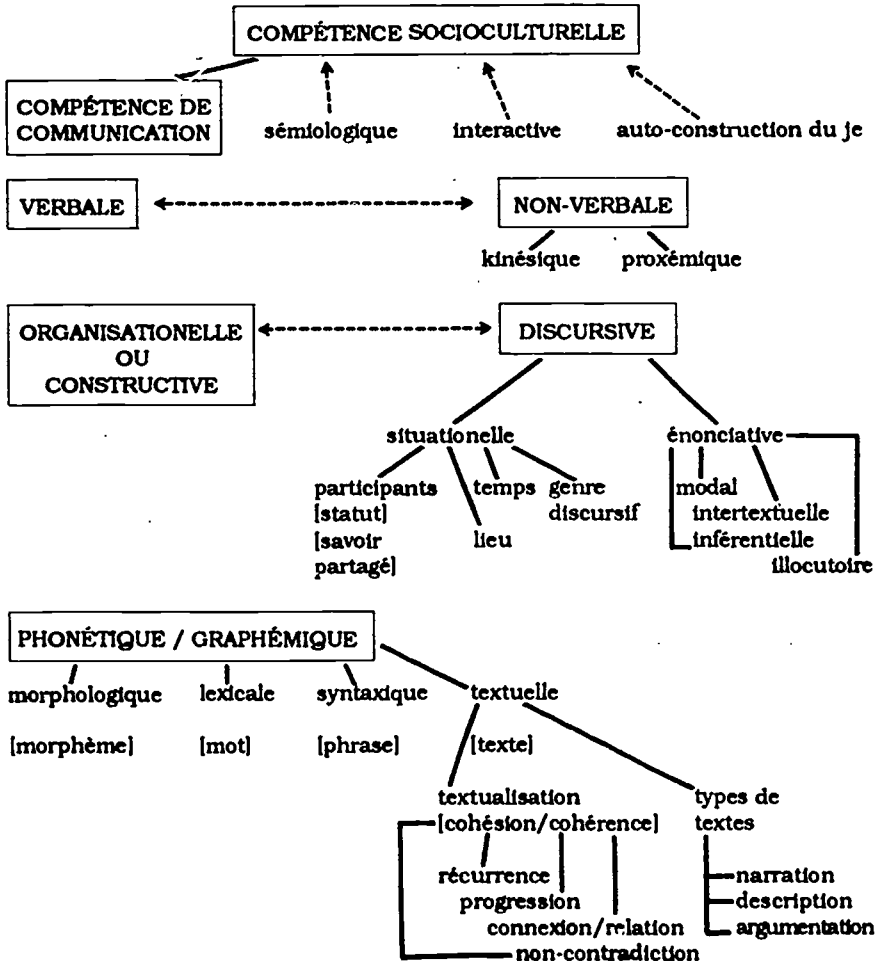 COMPÉTENCE SOCIOCULTURELLE
COMPÉTENCE DE
COMMUNICATION
sémiologique
interactive
auto-construction du je
VERBALE
NON-VERBALE
kinésique
proxémique
ORGANISATIONELLE
OU
CONSTRUCTIVE
DISCURSIVE
situationelle
participants
[statut]
[savoir
partagé]
lieu
temps
genre
discursif
énonciative
modal
intertextuelle
inférentielle
illocutoire
PHONÉTIQUE / GRAPHÉMIQUE
morphologique
[morphème]
lexicale
[mot]
syntaxique
[phrase]
textuelle
[texte]
textualisation
[cohésion/cohérence]
récurrence
progression
connexion/relation
non-contradiction
types de
textes
narration
description
argumentation